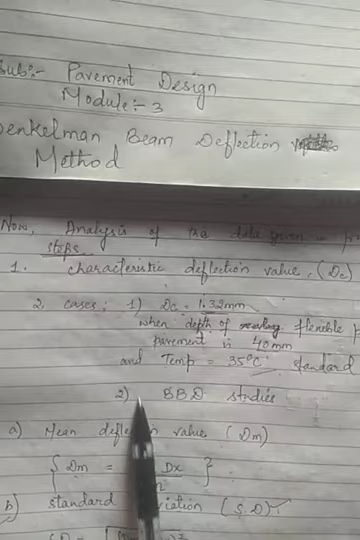 Sub:- Pavement Design
Module:- 3
Benkelman Beam Deflection
Method
Now, Analysis of the data given in
steps
1. characteristic deflection value, (Dc)
2. cases; 1) Dc = 1.32mm
when depth of flexible
pavement is 40mm
and Temp = 35°C standard
2) BBD studies
a) Mean value (Dm)
{ Dm = Dx }
b) standard (S.D)